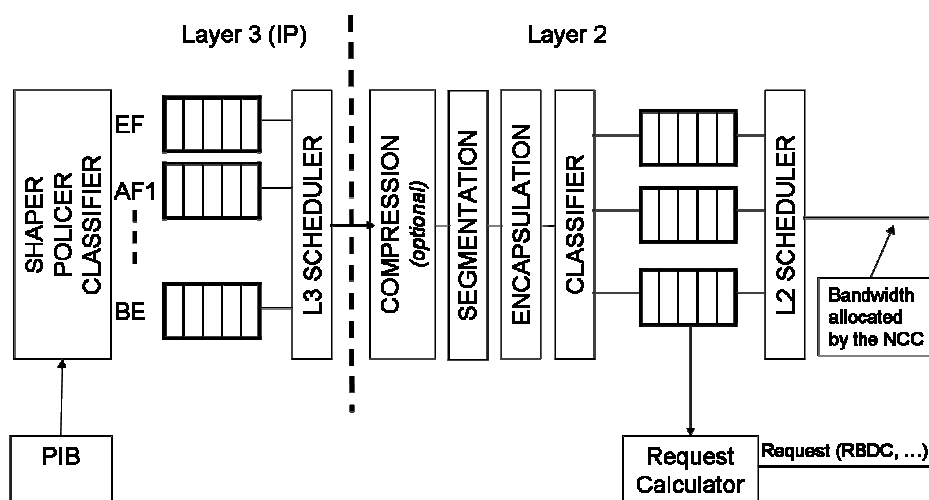 Layer 3 (IP)
Layer 2
SHAPER
POLICER
CLASSIFIER
EF
AF1
BE
L3 SCHEDULER
COMPRESSION
(optional)
SEGMENTATION
ENCAPSULATION
CLASSIFIER
L2 SCHEDULER
Bandwidth
allocated
by the NCC
PIB
Request
Calculator
Request (RBDC, ...)